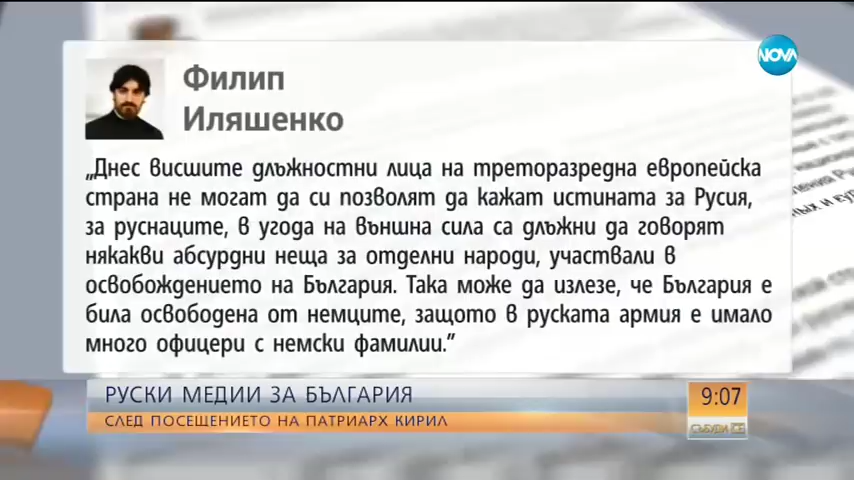 NOVA
Филип
Иляшенко
„Днес висшите длъжностни лица на треторазредна европейска
страна не могат да си позволят да кажат истината за Русия,
за руснаците, в угода на външна сила са длъжни да говорят
някакви абсурдни неща за отделни народи, участвали в
освобождението на България. Така може да излезе, че България е
била освободена от немците, защото в руската армия е имало
много офицери с немски фамилии.”
РУСКИ МЕДИИ ЗА БЪЛГАРИЯ
9:07
СЛЕД ПОСЕЩЕНИЕТО НА ПАТРИАРХ КИРИЛ
СЪБУДИ СЕ